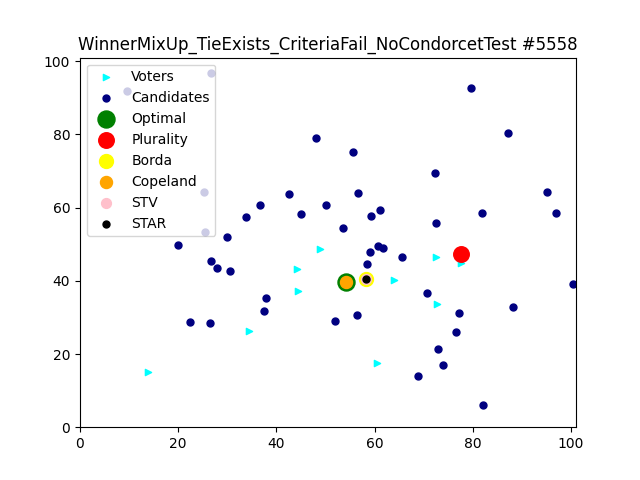 WinnerMixUp_TieExists_CriteriaFail_NoCondorcetTest #5558
100
80
60
40
20
0
Voters
Candidates
Optimal
Plurality
Borda
Copeland
STV
STAR
0 20 40 60 80 100